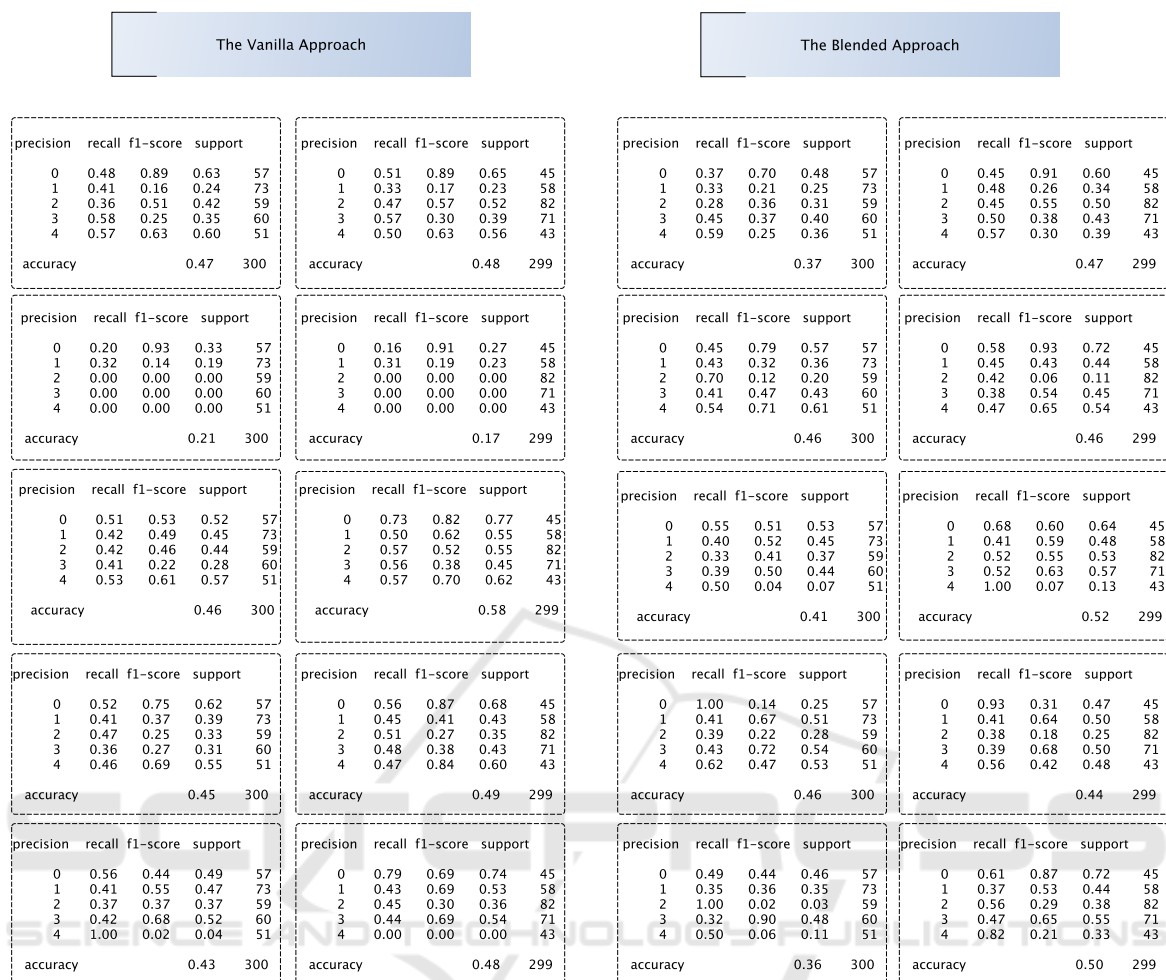 The Vanilla Approach
The Blended Approach
precision recall f1-score support
0 0.48 0.89 0.63 57
1 0.41 0.16 0.24 73
2 0.36 0.51 0.42 59
3 0.58 0.25 0.35 60
4 0.57 0.63 0.60 51
accuracy 0.47 300
precision recall f1-score support
0 0.51 0.89 0.65 45
1 0.33 0.17 0.23 58
2 0.47 0.57 0.52 82
3 0.57 0.30 0.39 71
4 0.50 0.63 0.56 43
accuracy 0.48 299
precision recall f1-score support
0 0.37 0.70 0.48 57
1 0.33 0.21 0.25 73
2 0.28 0.36 0.31 59
3 0.45 0.37 0.40 60
4 0.59 0.25 0.36 51
accuracy 0.37 300
precision recall f1-score support
0 0.45 0.91 0.60 45
1 0.48 0.26 0.34 58
2 0.45 0.55 0.50 82
3 0.50 0.38 0.43 71
4 0.57 0.30 0.39 43
accuracy 0.47 299
precision recall f1-score support
0 0.20 0.93 0.33 57
1 0.32 0.14 0.19 73
2 0.00 0.00 0.00 59
3 0.00 0.00 0.00 60
4 0.00 0.00 0.00 51
accuracy 0.21 300
precision recall f1-score support
0 0.16 0.91 0.27 45
1 0.31 0.19 0.23 58
2 0.00 0.00 0.00 82
3 0.00 0.00 0.00 71
4 0.00 0.00 0.00 43
accuracy 0.17 299
precision recall f1-score support
0 0.45 0.79 0.57 57
1 0.43 0.32 0.36 73
2 0.70 0.12 0.20 59
3 0.41 0.47 0.43 60
4 0.54 0.71 0.61 51
accuracy 0.46 300
precision recall f1-score support
0 0.58 0.93 0.72 45
1 0.45 0.43 0.44 58
2 0.42 0.06 0.11 82
3 0.38 0.54 0.45 71
4 0.47 0.65 0.54 43
accuracy 0.46 299
precision recall f1-score support
0 0.51 0.53 0.52 57
1 0.42 0.49 0.45 73
2 0.42 0.46 0.44 59
3 0.41 0.22 0.28 60
4 0.53 0.61 0.57 51
accuracy 0.46 300
precision recall f1-score support
0 0.73 0.82 0.77 45
1 0.50 0.62 0.55 58
2 0.57 0.52 0.55 82
3 0.56 0.38 0.45 71
4 0.57 0.70 0.62 43
accuracy 0.58 299
precision recall f1-score support
0 0.55 0.51 0.53 57
1 0.40 0.52 0.45 73
2 0.33 0.41 0.37 59
3 0.39 0.50 0.44 60
4 0.50 0.04 0.07 51
accuracy 0.41 300
precision recall f1-score support
0 0.68 0.60 0.64 45
1 0.41 0.59 0.48 58
2 0.52 0.55 0.53 82
3 0.52 0.63 0.57 71
4 1.00 0.07 0.13 43
accuracy 0.52 299
precision recall f1-score support
0 0.52 0.75 0.62 57
1 0.41 0.37 0.39 73
2 0.47 0.25 0.33 59
3 0.36 0.27 0.31 60
4 0.46 0.69 0.55 51
accuracy 0.45 300
precision recall f1-score support
0 0.56 0.87 0.68 45
1 0.45 0.41 0.43 58
2 0.51 0.27 0.35 82
3 0.48 0.38 0.43 71
4 0.47 0.84 0.60 43
accuracy 0.49 299
precision recall f1-score support
0 1.00 0.14 0.25 57
1 0.41 0.67 0.51 73
2 0.39 0.22 0.28 59
3 0.43 0.72 0.54 60
4 0.62 0.47 0.53 51
accuracy 0.46 300
precision recall f1-score support
0 0.93 0.31 0.47 45
1 0.41 0.64 0.50 58
2 0.38 0.18 0.25 82
3 0.39 0.68 0.50 71
4 0.56 0.42 0.48 43
accuracy 0.44 299
precision recall f1-score support
0 0.56 0.44 0.49 57
1 0.41 0.55 0.47 73
2 0.37 0.37 0.37 59
3 0.42 0.68 0.52 60
4 1.00 0.02 0.04 51
accuracy 0.43 300
precision recall f1-score support
0 0.79 0.69 0.74 45
1 0.43 0.69 0.53 58
2 0.45 0.30 0.36 82
3 0.44 0.69 0.54 71
4 0.00 0.00 0.00 43
accuracy 0.48 299
precision recall f1-score support
0 0.49 0.44 0.46 57
1 0.35 0.36 0.35 73
2 1.00 0.02 0.03 59
3 0.32 0.90 0.48 60
4 0.50 0.06 0.11 51
accuracy 0.36 300
precision recall f1-score support
0 0.61 0.87 0.72 45
1 0.37 0.53 0.44 58
2 0.56 0.29 0.38 82
3 0.47 0.65 0.55 71
4 0.82 0.21 0.33 43
accuracy 0.50 299
SCITEPRESS
SCIENCE AND TECHNOLOGY PUBLICATIONS